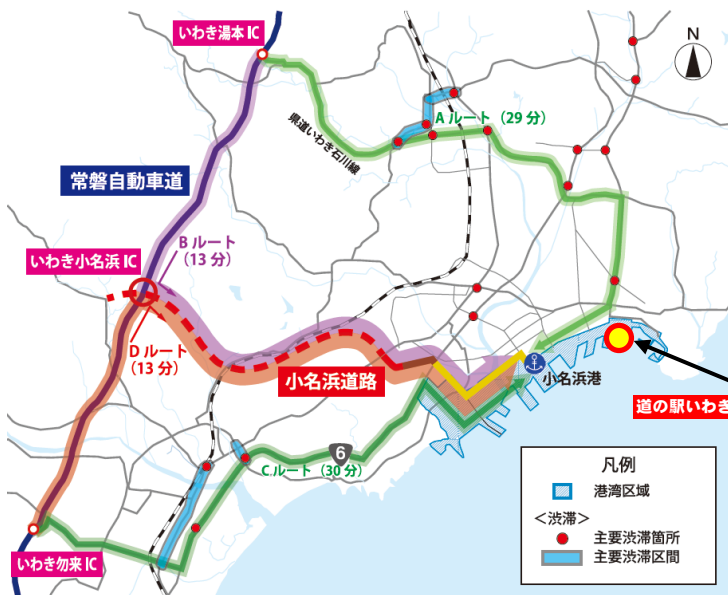 いわき湯本IC
N
Aルート（29分）
県道いわき石川線
常磐自動車道
Bルート
（13分）
いわき小名浜IC
Dルート
（13分）
小名浜道路
小名浜港
道の駅いわき
6
Cルート（30分）
いわき勿来IC
凡例
港湾区域
＜渋滞＞
主要渋滞箇所
主要渋滞区間